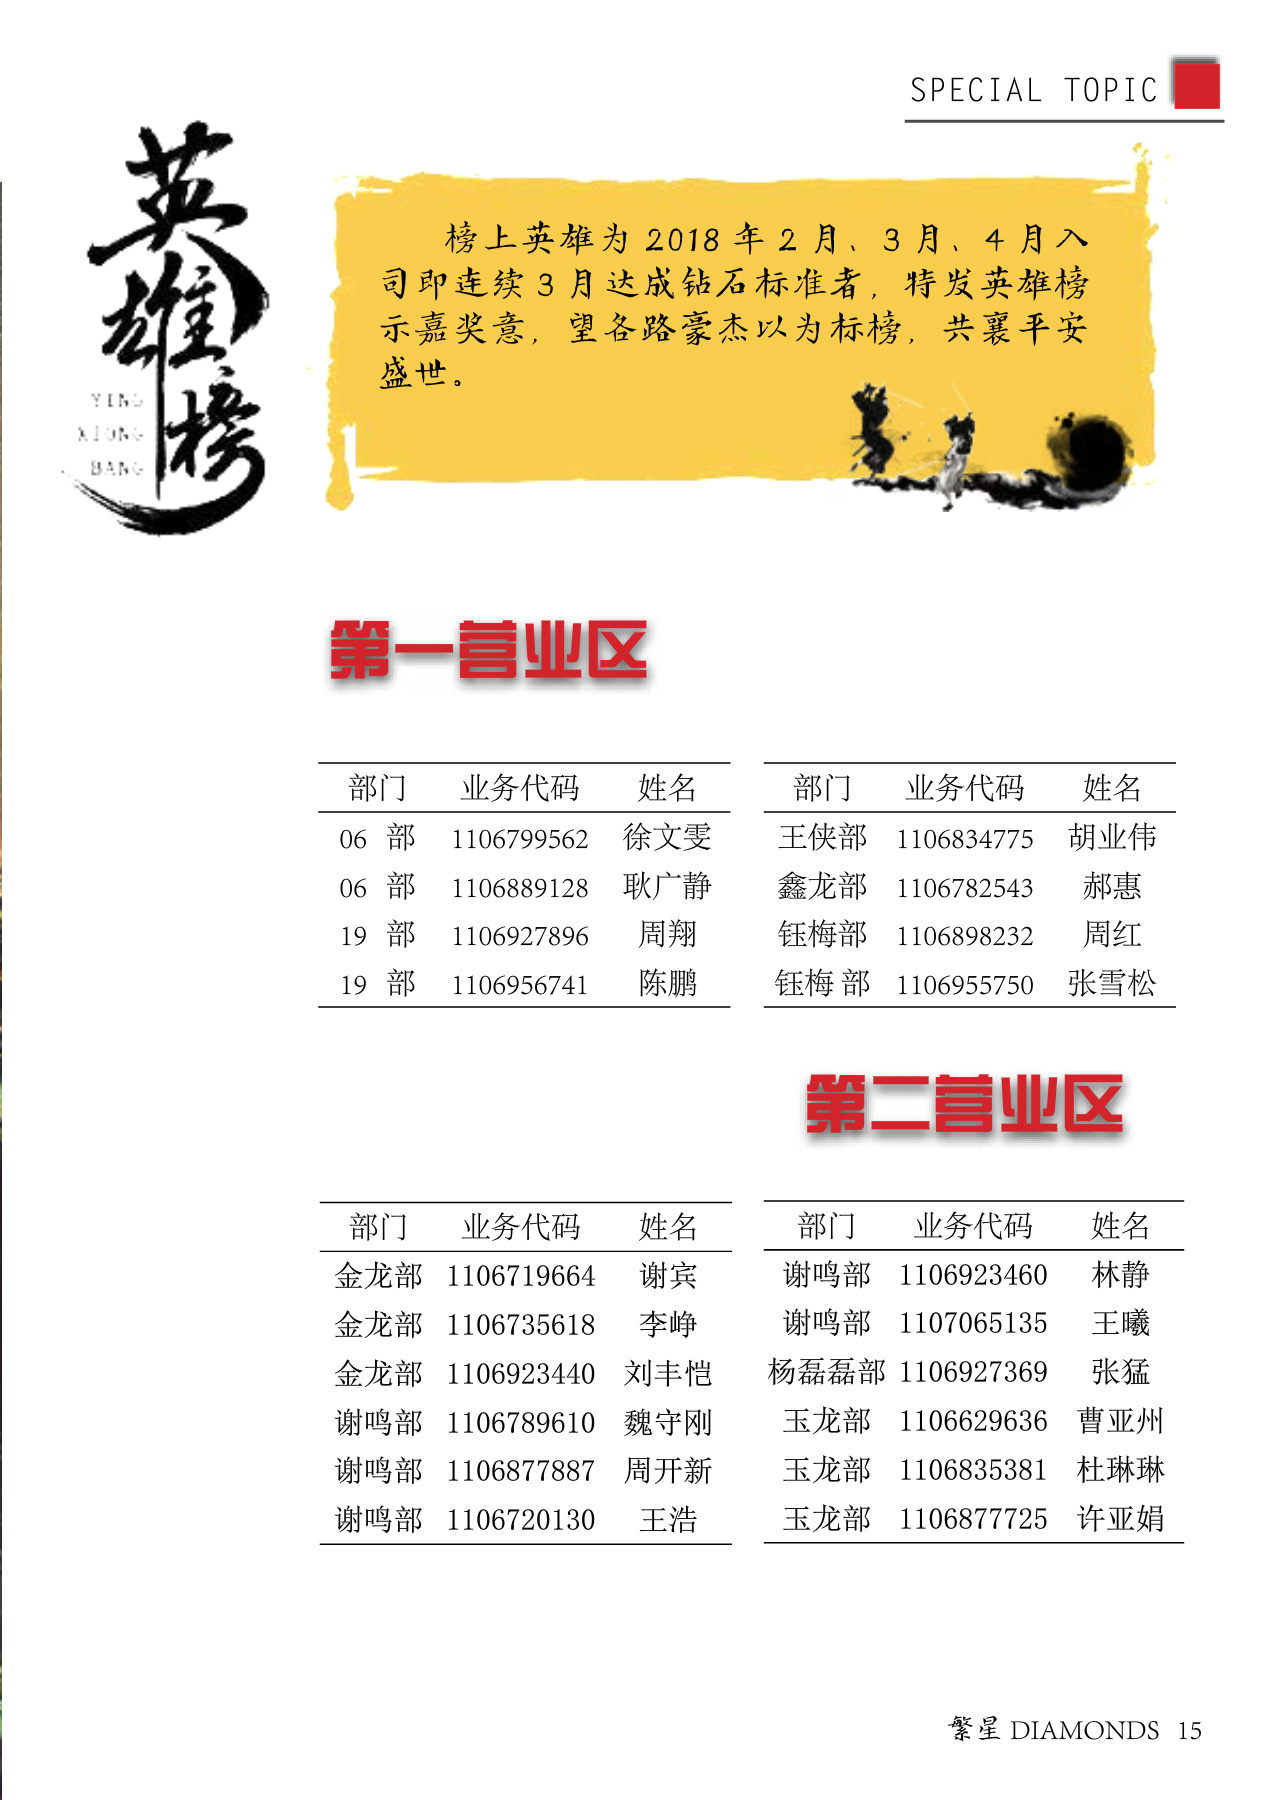 SPECIAL TOPIC
英雄榜
YING
XIONG
BANG
榜上英雄为 2018 年 2 月、3 月、4 月入
司即连续 3 月达成钻石标准者，特发英雄榜
示嘉奖意，望各路豪杰以为标榜，共襄平安
盛世。
第一营业区
部门 业务代码 姓名
06 部 1106799562 徐文雯
06 部 1106889128 耿广静
19 部 1106927896 周翔
19 部 1106956741 陈鹏
部门 业务代码 姓名
王侠部 1106834775 胡业伟
鑫龙部 1106782543 郝惠
钰梅部 1106898232 周红
钰梅 部 1106955750 张雪松
第二营业区
部门 业务代码 姓名
金龙部 1106719664 谢宾
金龙部 1106735618 李峥
金龙部 1106923440 刘丰恺
谢鸣部 1106789610 魏守刚
谢鸣部 1106877887 周开新
谢鸣部 1106720130 王浩
部门 业务代码 姓名
谢鸣部 1106923460 林静
谢鸣部 1107065135 王曦
杨磊磊部 1106927369 张猛
玉龙部 1106629636 曹亚州
玉龙部 1106835381 杜琳琳
玉龙部 1106877725 许亚娟
繁星 DIAMONDS 15